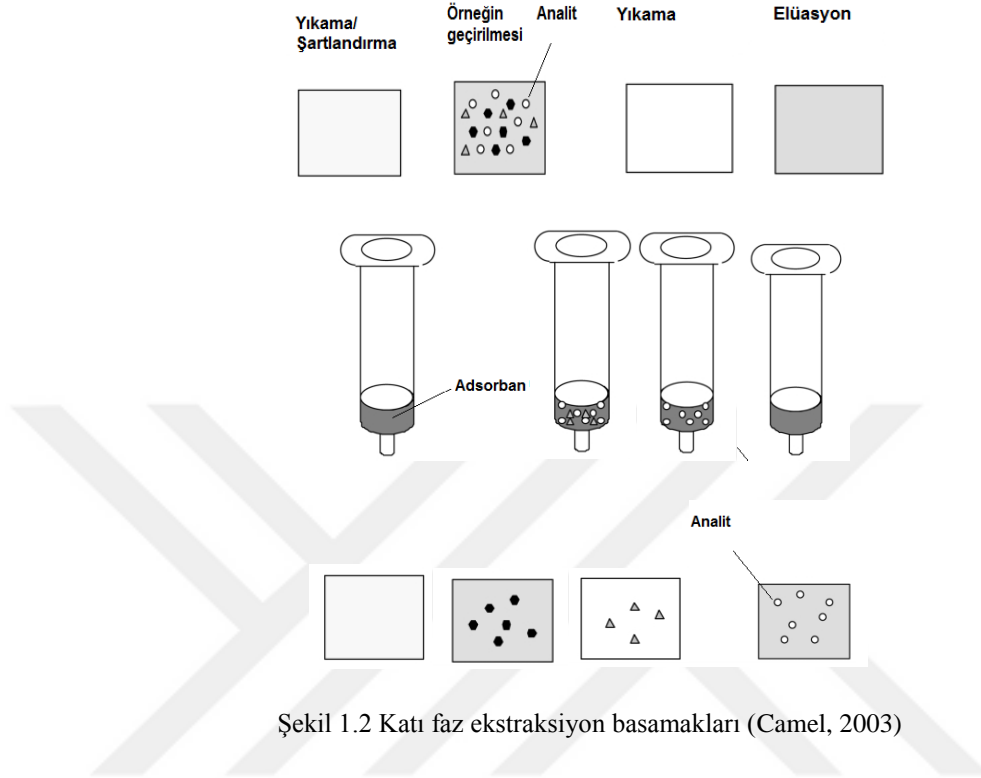 Yıkama/
Şartlandırma
Örneğin
geçirilmesi
Analit
Yıkama
Elüasyon
Adsorban
Analit
Şekil 1.2 Katı faz ekstraksiyon basamakları (Camel, 2003)